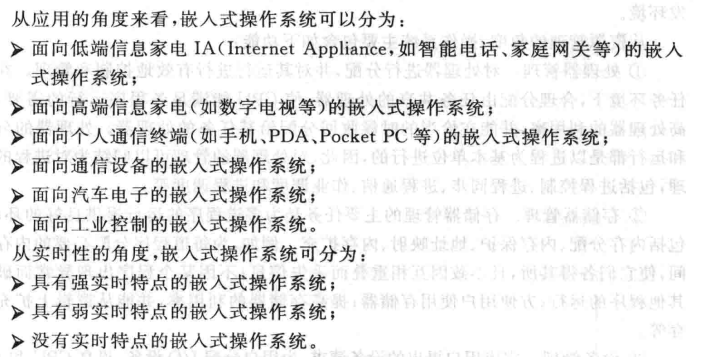 从应用的角度来看,嵌入式操作系统可以分为:
➢ 面向低端信息家电 IA(Internet Appliance,如智能电话、家庭网关等)的嵌入
式操作系统;
➢ 面向高端信息家电(如数字电视等)的嵌入式操作系统;
➢ 面向个人通信终端(如手机、PDA、Pocket PC 等)的嵌入式操作系统;
➢ 面向通信设备的嵌入式操作系统;
➢ 面向汽车电子的嵌入式操作系统;
➢ 面向工业控制的嵌入式操作系统。
从实时性的角度,嵌入式操作系统可分为:
➢ 具有强实时特点的嵌入式操作系统;
➢ 具有弱实时特点的嵌入式操作系统;
➢ 没有实时特点的嵌入式操作系统。